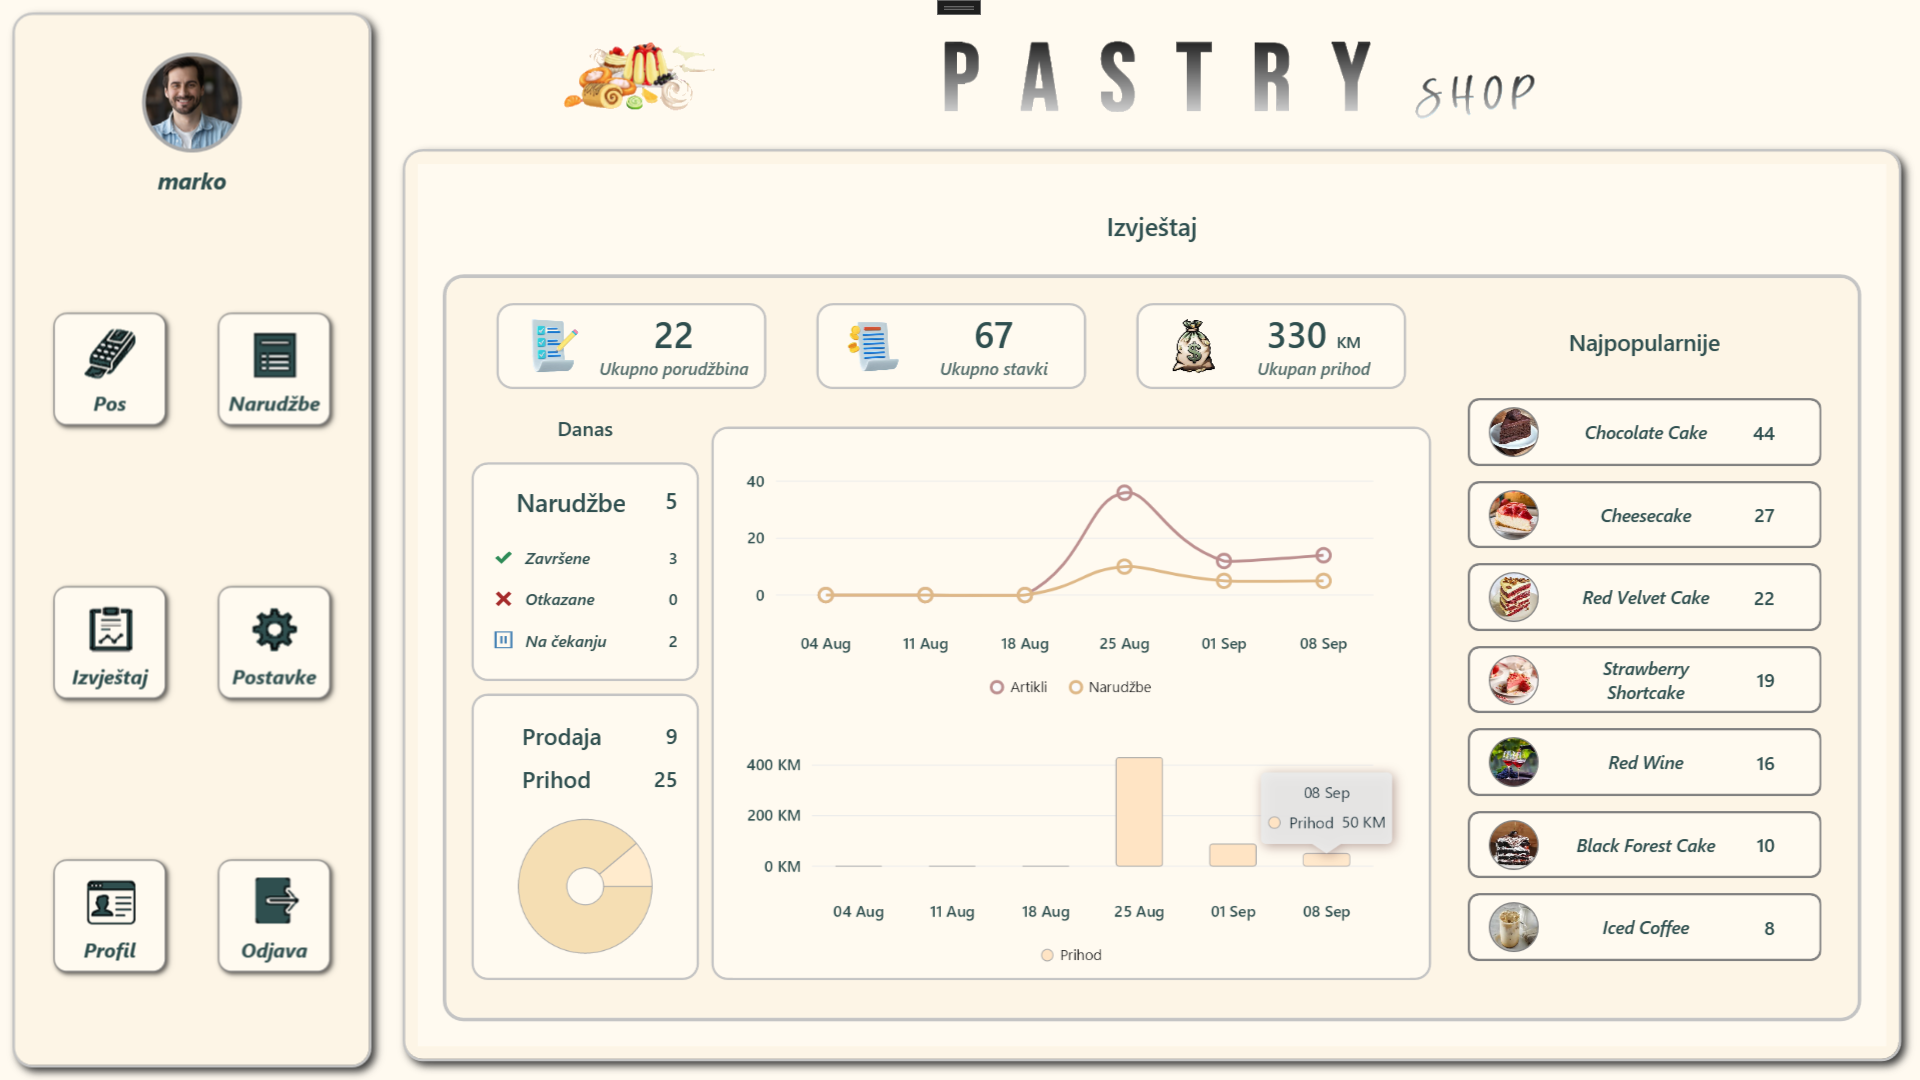 marko
Pos
Narudžbe
Izvještaj
Postavke
Profil
Odjava
PASTRY SHOP
Izvještaj
22
Ukupno porudžbina
67
Ukupno stavki
330 KM
Ukupan prihod
Danas
Narudžbe 5
Završene 3
Otkazane 0
Na čekanju 2
Prodaja 9
Prihod 25
40
20
0
04 Aug 11 Aug 18 Aug 25 Aug 01 Sep 08 Sep
Artikli Narudžbe
400 KM
200 KM
0 KM
08 Sep
Prihod 50 KM
04 Aug 11 Aug 18 Aug 25 Aug 01 Sep 08 Sep
Prihod
Najpopularnije
Chocolate Cake 44
Cheesecake 27
Red Velvet Cake 22
Strawberry
Shortcake 19
Red Wine 16
Black Forest Cake 10
Iced Coffee 8